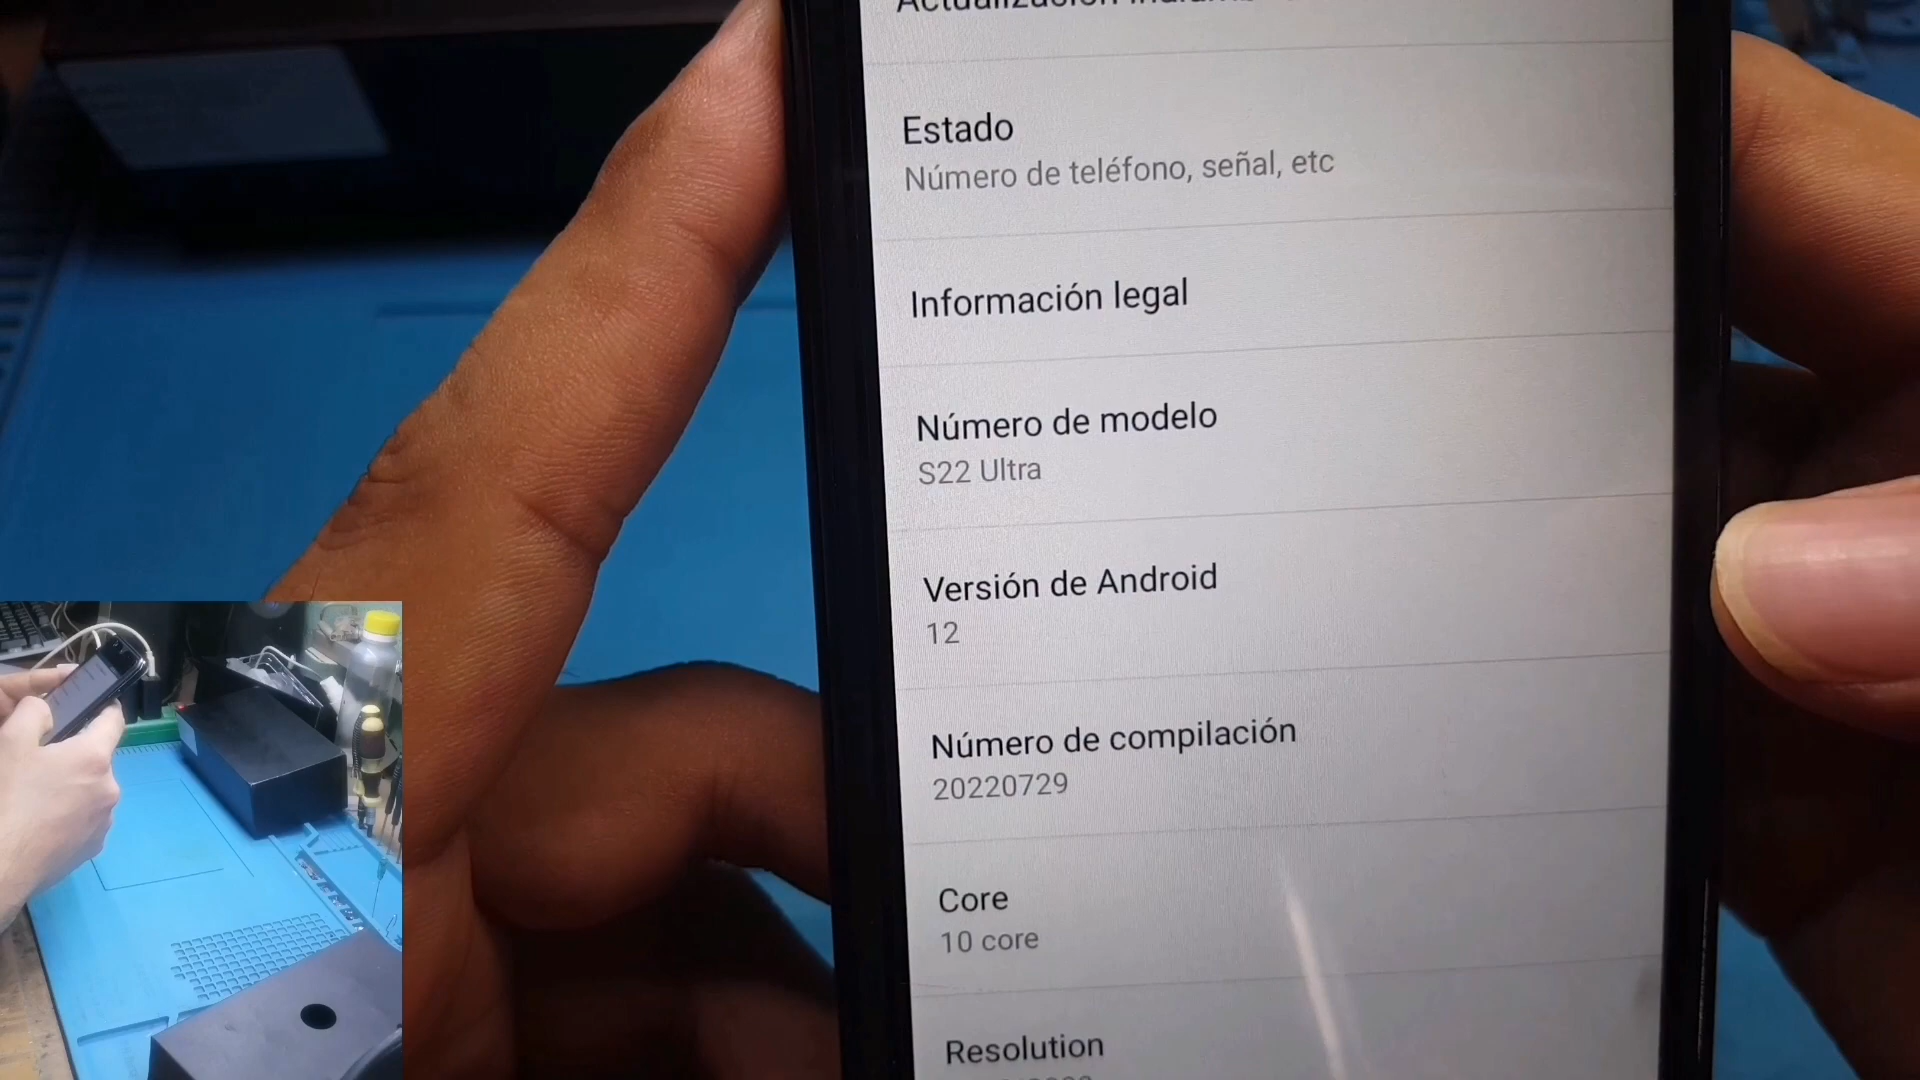 Estado
Número de teléfono, señal, etc
Información legal
Número de modelo
S22 Ultra
Versión de Android
12
Número de compilación
20220729
Core
10 core
Resolution